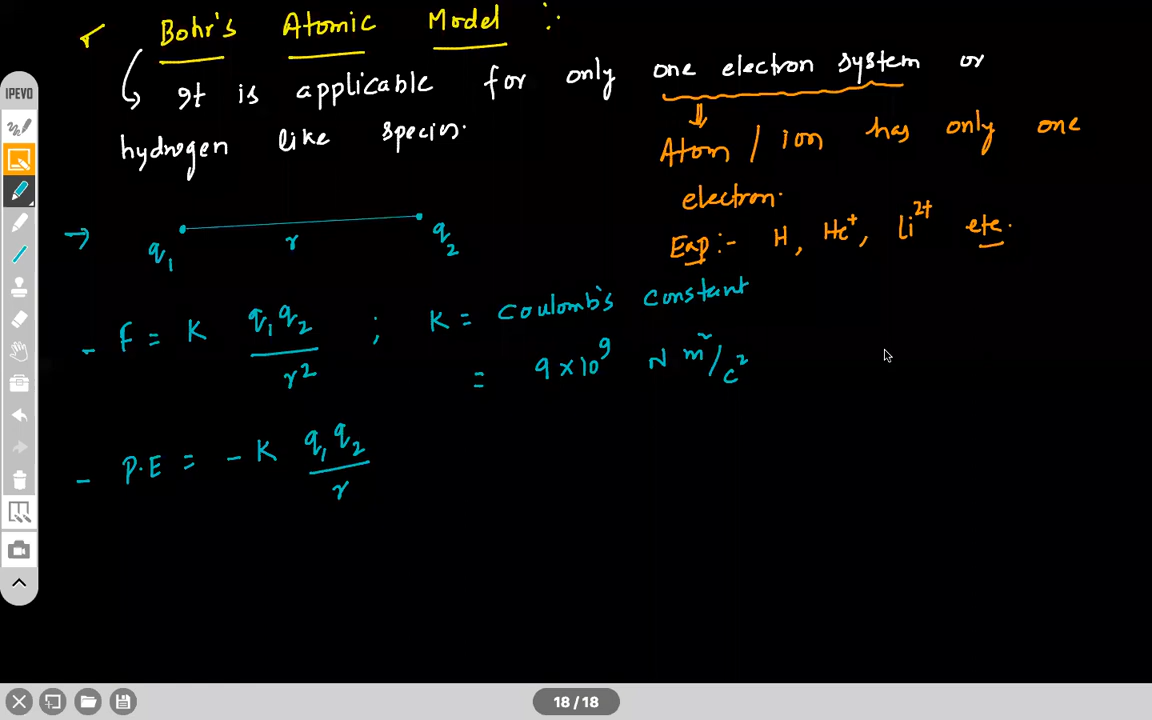 Bohr's Atomic Model :
It is applicable for only one electron system or
hydrogen like species.
Atom / ion has only one
electron.
Exp :- H, He⁺, Li²⁺ etc.
q₁ r q₂
- F = K q₁q₂/r² ; K = Coulomb's constant
= 9 × 10⁹ N m²/c²
- P.E = - K q₁q₂/r
IPEVO
18 / 18